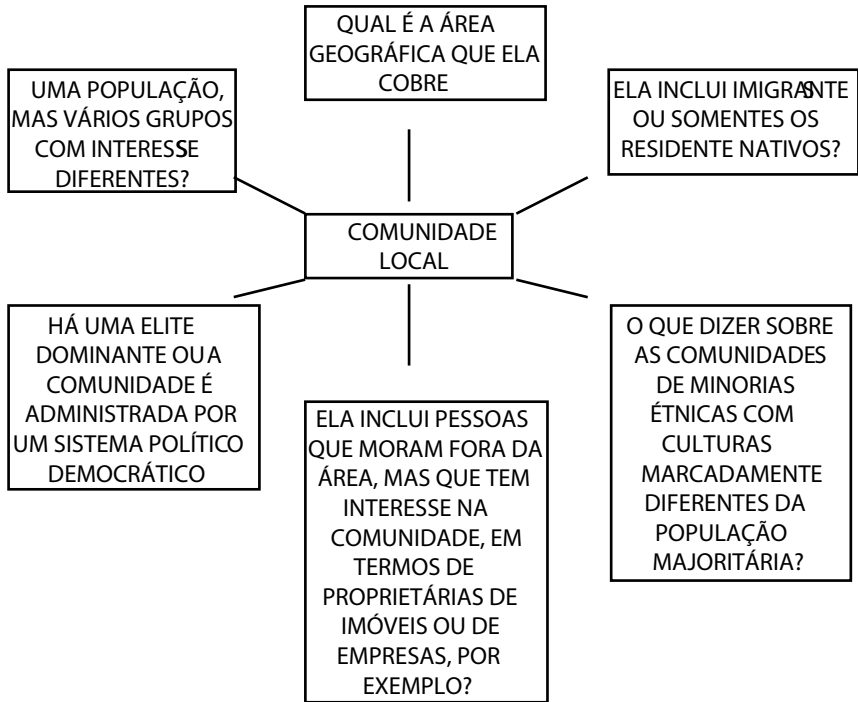 QUAL É A ÁREA
GEOGRÁFICA QUE ELA
COBRE
UMA POPULAÇÃO,
MAS VÁRIOS GRUPOS
COM INTERESSE
DIFERENTES?
ELA INCLUI IMIGRANTE
OU SOMENTES OS
RESIDENTE NATIVOS?
COMUNIDADE
LOCAL
HÁ UMA ELITE
DOMINANTE OU A
COMUNIDADE É
ADMINISTRADA POR
UM SISTEMA POLÍTICO
DEMOCRÁTICO
ELA INCLUI PESSOAS
QUE MORAM FORA DA
ÁREA, MAS QUE TEM
INTERESSE NA
COMUNIDADE, EM
TERMOS DE
PROPRIETÁRIAS DE
IMÓVEIS OU DE
EMPRESAS, POR
EXEMPLO?
O QUE DIZER SOBRE
AS COMUNIDADES
DE MINORIAS
ÉTNICAS COM
CULTURAS
MARCADAMENTE
DIFERENTES DA
POPULAÇÃO
MAJORITÁRIA?